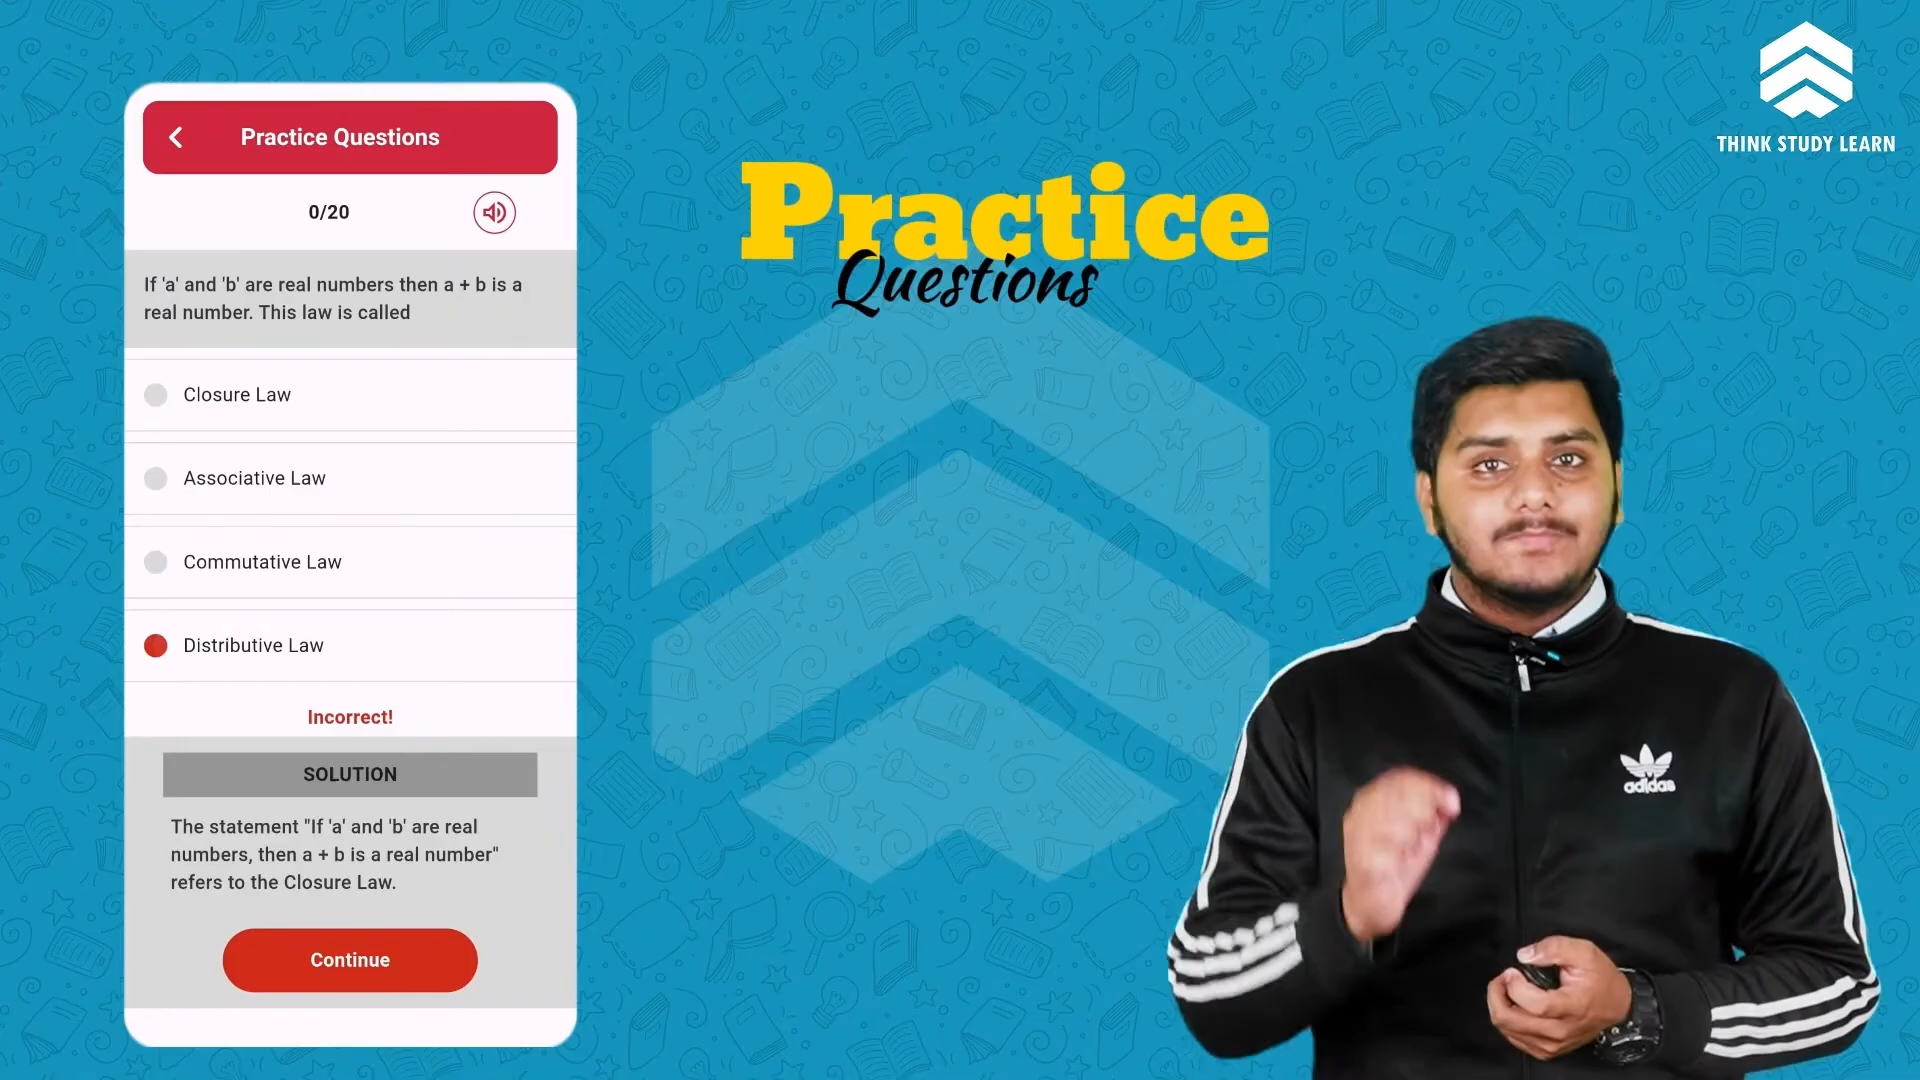 Practice Questions
0/20
If 'a' and 'b' are real numbers then a + b is a
real number. This law is called
Closure Law
Associative Law
Commutative Law
Distributive Law
Incorrect!
SOLUTION
The statement "If 'a' and 'b' are real
numbers, then a + b is a real number"
refers to the Closure Law.
Continue
Practice
Questions
THINK STUDY LEARN
adidas